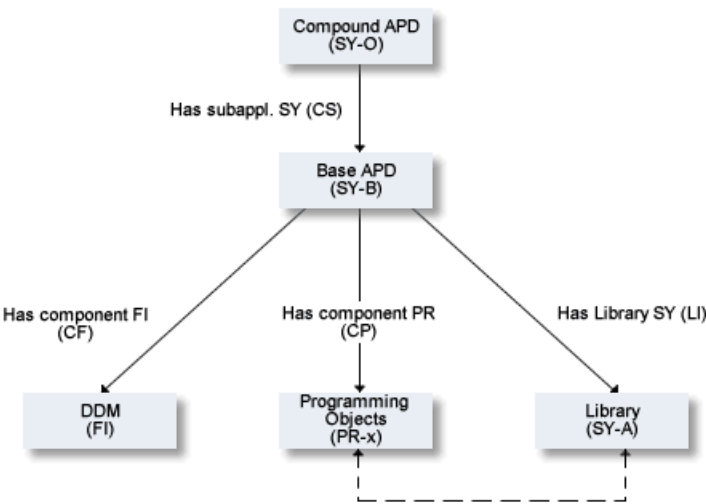 Compound APD
(SY-O)
Has subappl. SY (CS)
Base APD
(SY-B)
Has component FI
(CF)
Has component PR
(CP)
Has Library SY (LI)
DDM
(FI)
Programming
Objects
(PR-x)
Library
(SY-A)